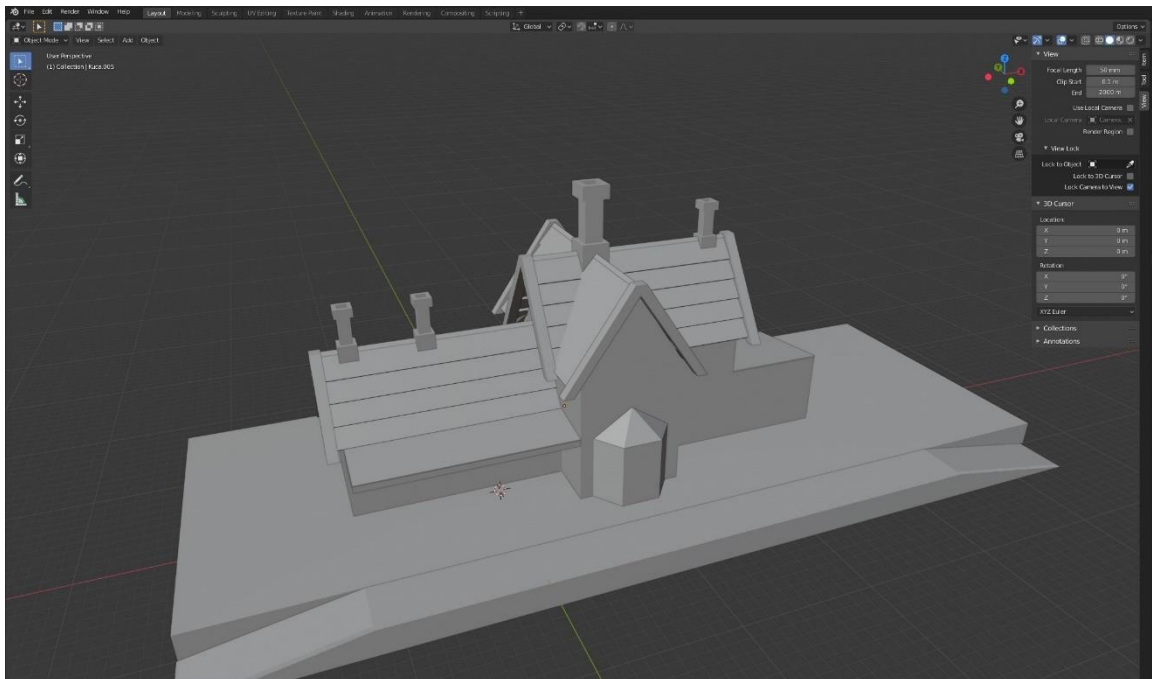 File Edit Render Window Help Layout Modeling Sculpting UV Editing Texture Paint Shading Animation Rendering Compositing Scripting +
Global Options
Object Mode View Select Add Object
User Perspective
(1) Collection | Kuca.005
View
Focal Length 50 mm
Clip Start 0.1 m
End 2000 m
Use Local Camera
Local Camera Camera
Render Region
View Lock
Lock to Object
Lock to 3D Cursor
Lock Camera to View
3D Cursor
Location:
X 0 m
Y 0 m
Z 0 m
Rotation:
X 0°
Y 0°
Z 0°
XYZ Euler
Collections
Annotations
Item
Tool
View
Z
Y
X